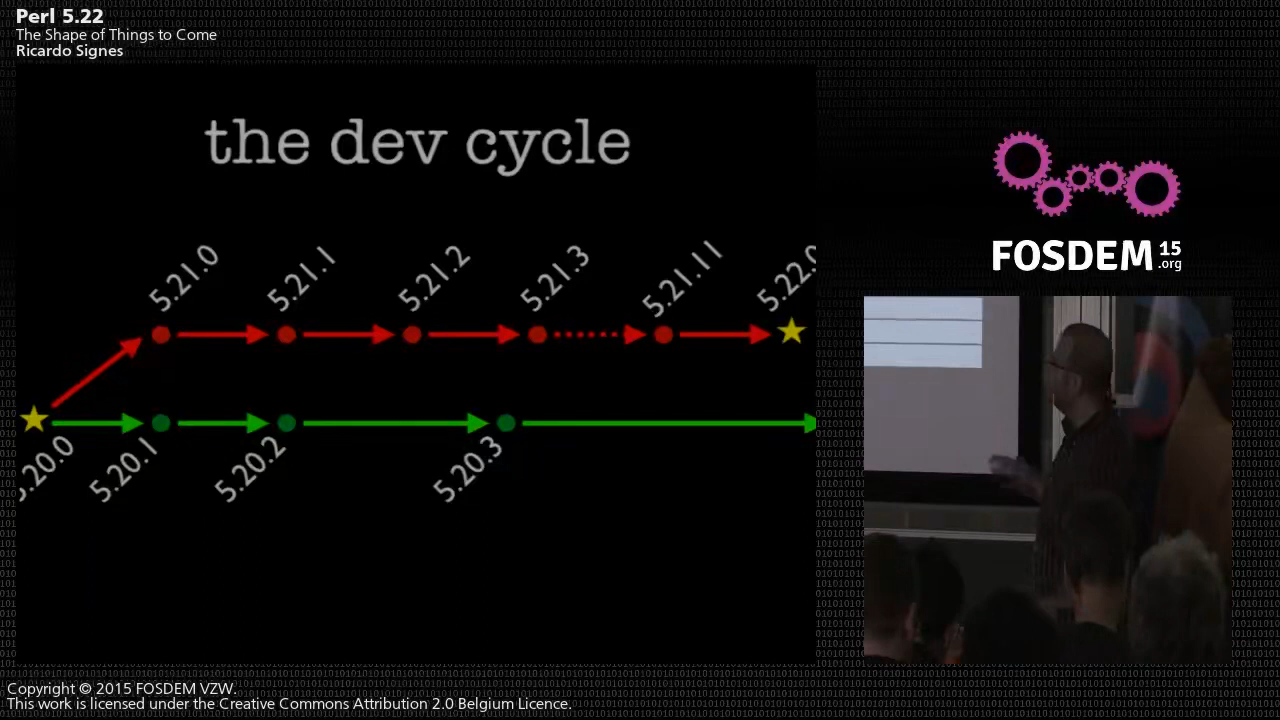 Perl 5.22
The Shape of Things to Come
Ricardo Signes
the dev cycle
5.21.0
5.21.1
5.21.2
5.21.3
5.21.11
5.22.0
5.20.0
5.20.1
5.20.2
5.20.3
FOSDEM 15
.org
Copyright © 2015 FOSDEM VZW.
This work is licensed under the Creative Commons Attribution 2.0 Belgium Licence.